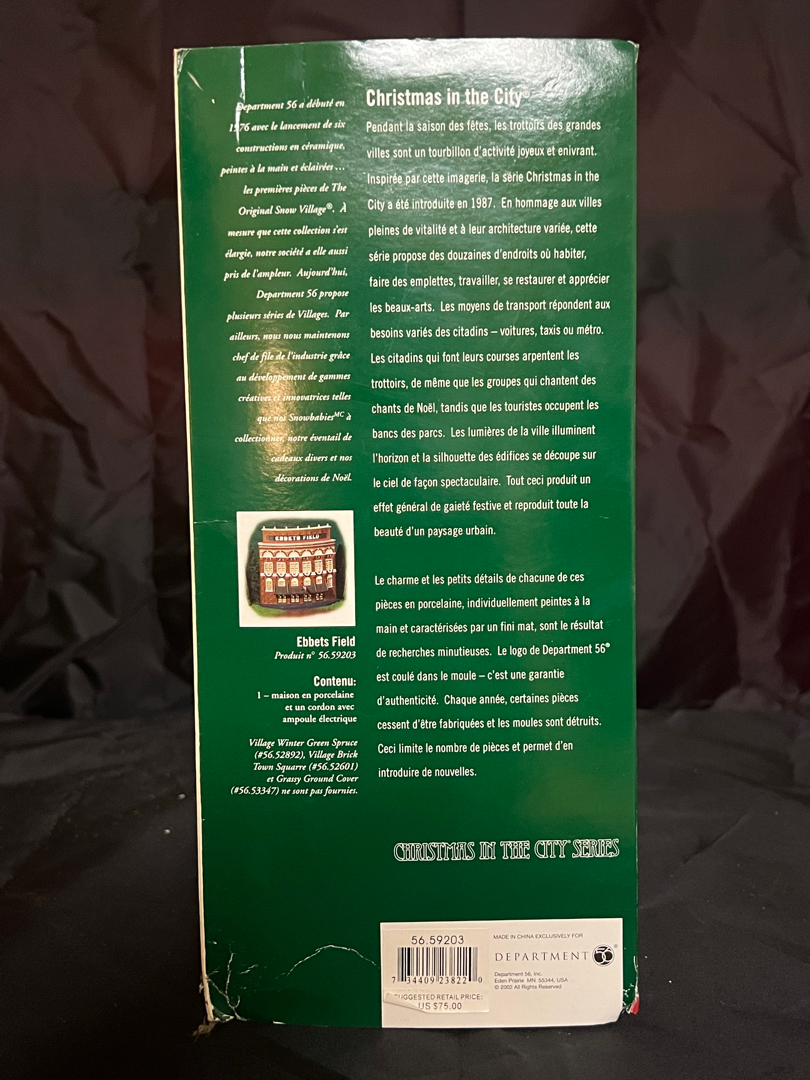 Department 56 a débuté en
1976 avec le lancement de six
constructions en céramique,
peintes à la main et éclairées ...
les premières pièces de The
Original Snow Village®. À
mesure que cette collection s'est
élargie, notre société a elle aussi
pris de l'ampleur. Aujourd'hui,
Department 56 propose
plusieurs séries de Villages. Par
ailleurs, nous nous maintenons
chef de file de l'industrie grâce
au développement de gammes
créatives et innovatrices telles
que nos Snowbabies MC à
collectionner, notre éventail de
cadeaux divers et nos
décorations de Noël.
EBBETS FIELD
Ebbets Field
Produit n° 56.59203
Contenu:
1 – maison en porcelaine
et un cordon avec
ampoule électrique
Village Winter Green Spruce
(#56.52892), Village Brick
Town Squarre (#56.52601)
et Grassy Ground Cover
(#56.53347) ne sont pas fournies.
Christmas in the City®
Pendant la saison des fêtes, les trottoirs des grandes
villes sont un tourbillon d'activité joyeux et enivrant.
Inspirée par cette imagerie, la série Christmas in the
City a été introduite en 1987. En hommage aux villes
pleines de vitalité et à leur architecture variée, cette
série propose des douzaines d'endroits où habiter,
faire des emplettes, travailler, se restaurer et apprécier
les beaux-arts. Les moyens de transport répondent aux
besoins variés des citadins – voitures, taxis ou métro.
Les citadins qui font leurs courses arpentent les
trottoirs, de même que les groupes qui chantent des
chants de Noël, tandis que les touristes occupent les
bancs des parcs. Les lumières de la ville illuminent
l'horizon et la silhouette des édifices se découpe sur
le ciel de façon spectaculaire. Tout ceci produit un
effet général de gaieté festive et reproduit toute la
beauté d'un paysage urbain.
Le charme et les petits détails de chacune de ces
pièces en porcelaine, individuellement peintes à la
main et caractérisées par un fini mat, sont le résultat
de recherches minutieuses. Le logo de Department 56®
est coulé dans le moule – c'est une garantie
d'authenticité. Chaque année, certaines pièces
cessent d'être fabriquées et les moules sont détruits.
Ceci limite le nombre de pièces et permet d'en
introduire de nouvelles.
CHRISTMAS IN THE CITY SERIES
56.59203
7 34409 23822 0
SUGGESTED RETAIL PRICE:
US $75.00
MADE IN CHINA EXCLUSIVELY FOR
DEPARTMENT 56®
Department 56, Inc.
Eden Prairie MN 55344, USA
© 2002 All Rights Reserved